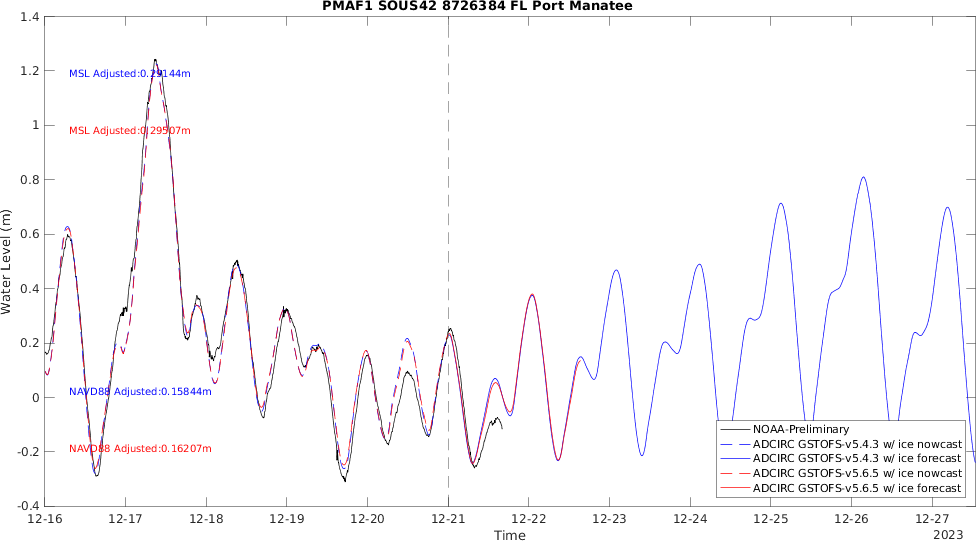 PMAF1 SOUS42 8726384 FL Port Manatee
Water Level (m)
1.4
1.2
1
0.8
0.6
0.4
0.2
0
-0.2
-0.4
MSL Adjusted:0.29144m
MSL Adjusted:0.29507m
NAVD88 Adjusted:0.15844m
NAVD88 Adjusted:0.16207m
NOAA-Preliminary
ADCIRC GSTOFS-v5.4.3 w/ ice nowcast
ADCIRC GSTOFS-v5.4.3 w/ ice forecast
ADCIRC GSTOFS-v5.6.5 w/ ice nowcast
ADCIRC GSTOFS-v5.6.5 w/ ice forecast
12-16 12-17 12-18 12-19 12-20 12-21 12-22 12-23 12-24 12-25 12-26 12-27
Time
2023